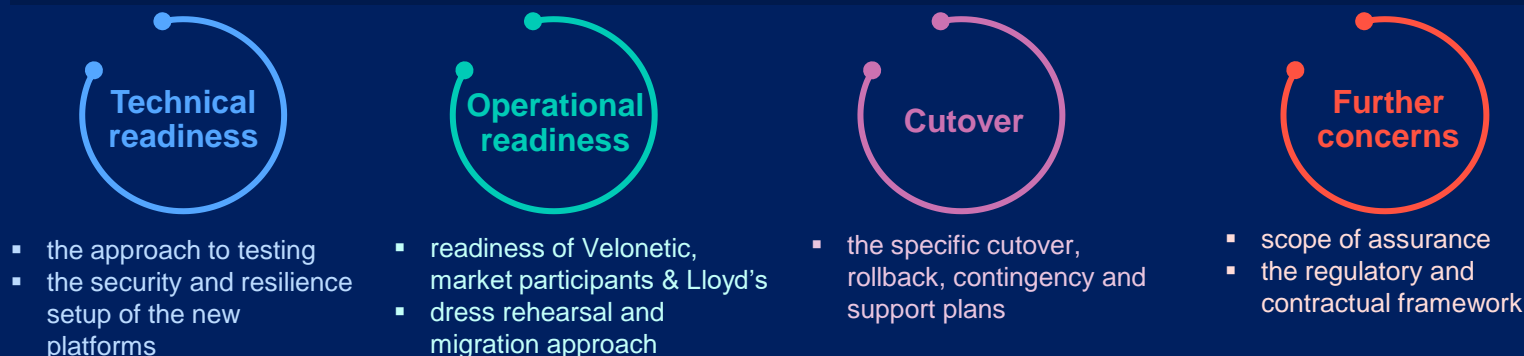 Technical
readiness
▪ the approach to testing
▪ the security and resilience
setup of the new
platforms
Operational
readiness
▪ readiness of Velonetic,
market participants & Lloyd's
▪ dress rehearsal and
migration approach
Cutover
▪ the specific cutover,
rollback, contingency and
support plans
Further
concerns
▪ scope of assurance
▪ the regulatory and
contractual framework